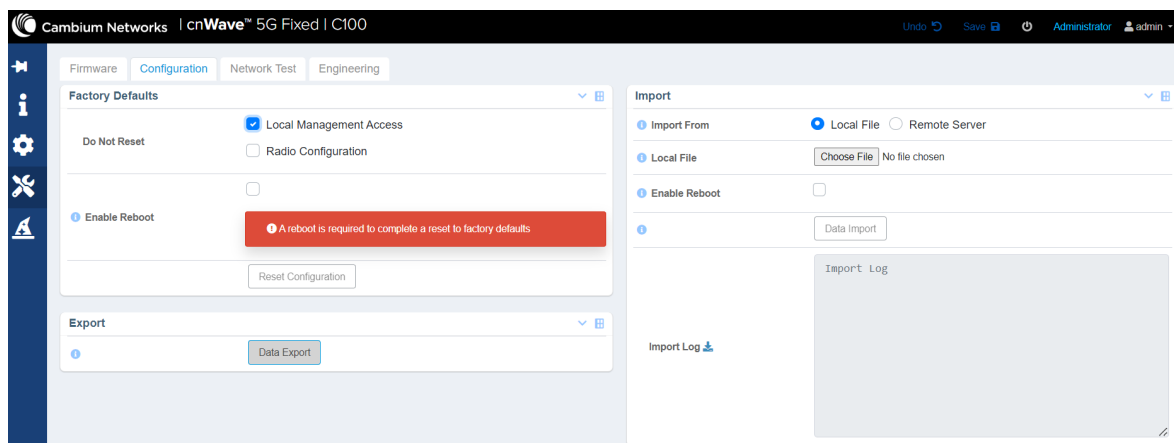 Cambium Networks | cnWave™ 5G Fixed | C100
Undo Save Administrator admin
Firmware Configuration Network Test Engineering
Factory Defaults
Do Not Reset
Local Management Access
Radio Configuration
Enable Reboot
A reboot is required to complete a reset to factory defaults
Reset Configuration
Export
Data Export
Import
Import From Local File Remote Server
Local File Choose File No file chosen
Enable Reboot
Data Import
Import Log
Import Log